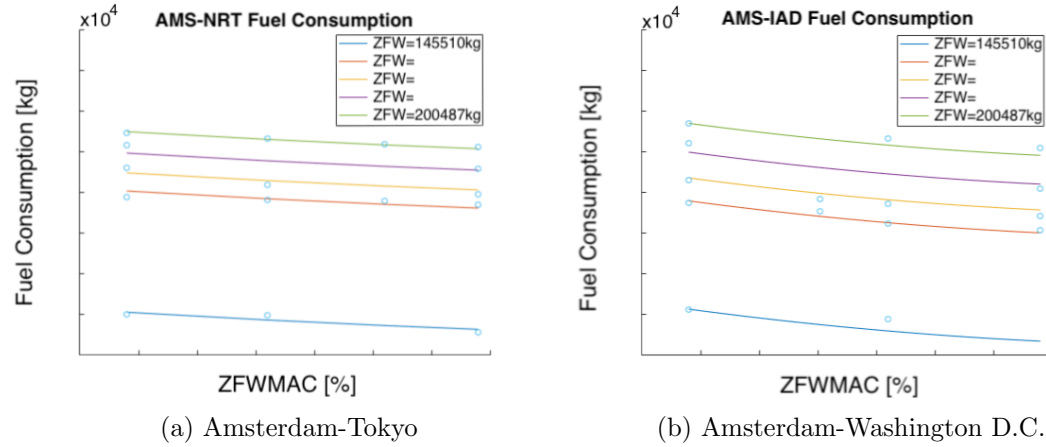 x10^4
AMS-NRT Fuel Consumption
ZFW=145510kg
ZFW=
ZFW=
ZFW=
ZFW=200487kg
Fuel Consumption [kg]
ZFWMAC [%]
(a) Amsterdam-Tokyo
x10^4
AMS-IAD Fuel Consumption
ZFW=145510kg
ZFW=
ZFW=
ZFW=
ZFW=200487kg
Fuel Consumption [kg]
ZFWMAC [%]
(b) Amsterdam-Washington D.C.